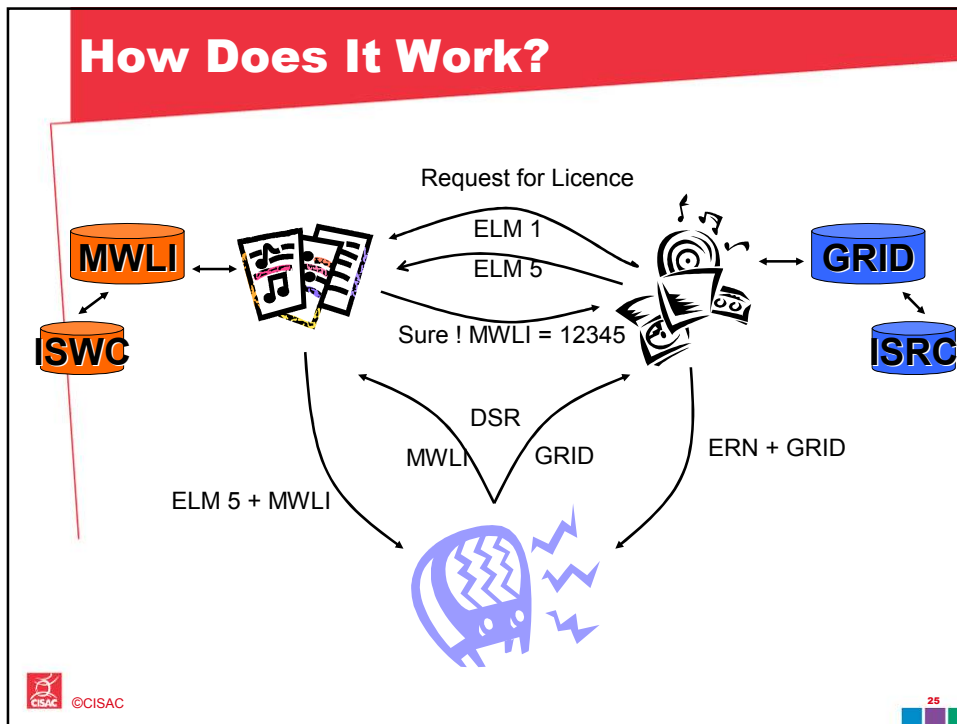 How Does It Work?
Request for Licence
ELM 1
ELM 5
Sure ! MWLI = 12345
MWLI
ISWC
GRID
ISRC
DSR
MWLI
GRID
ERN + GRID
ELM 5 + MWLI
CISAC
©CISAC
25